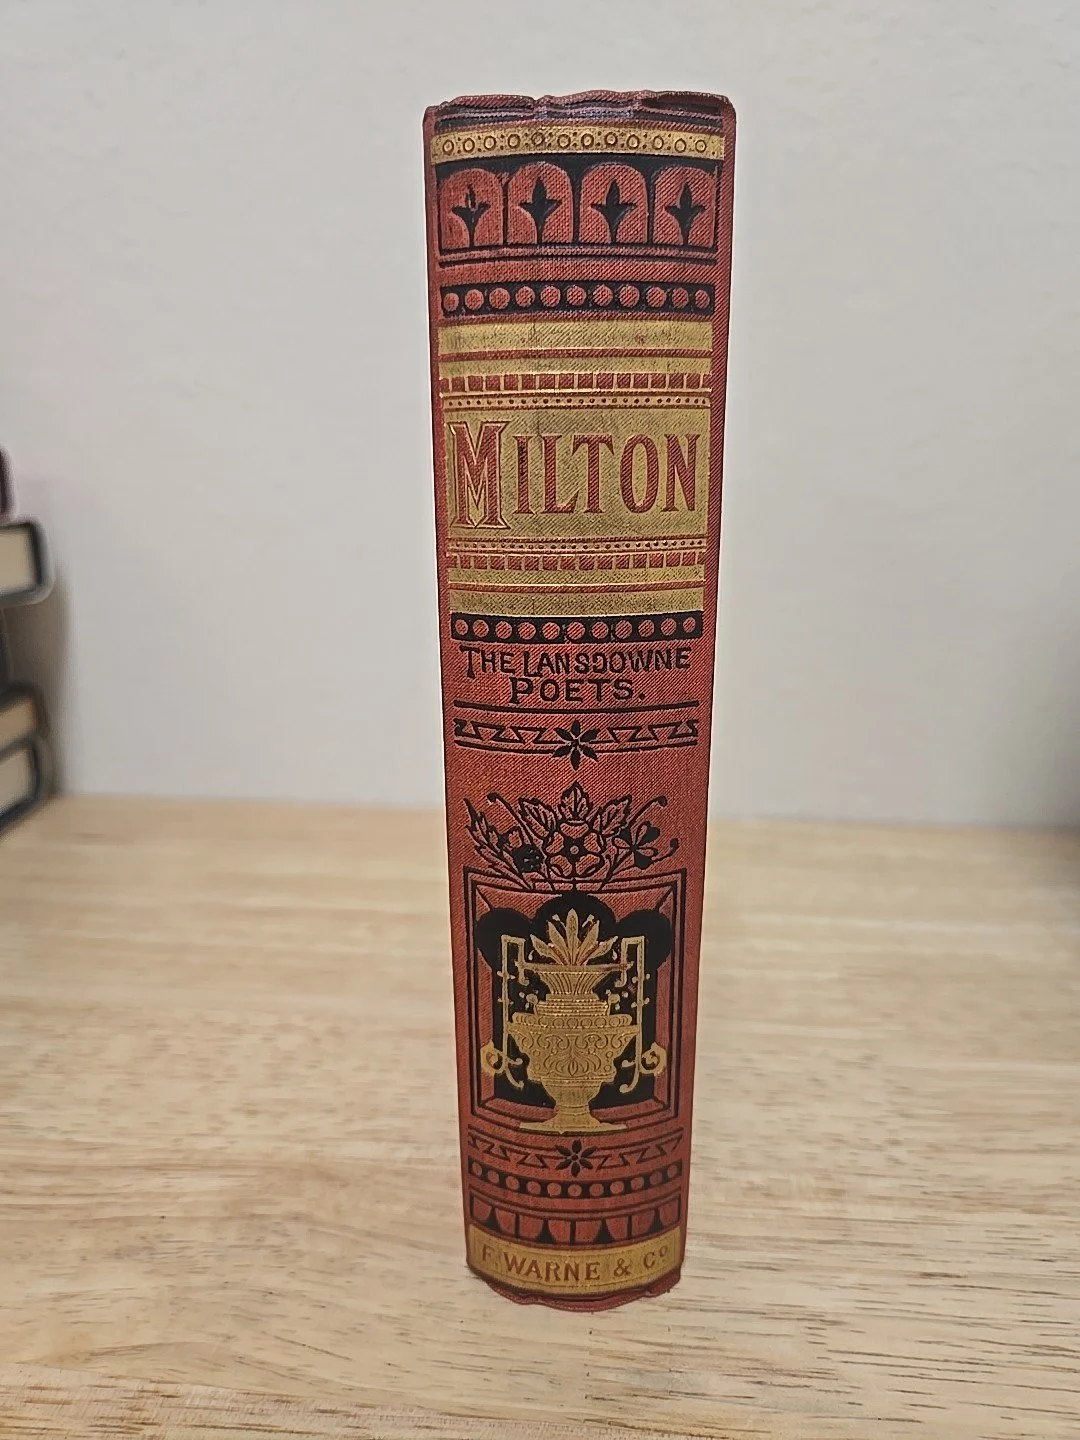 MILTON
THE LANSDOWNE
POETS.
F. WARNE & Co